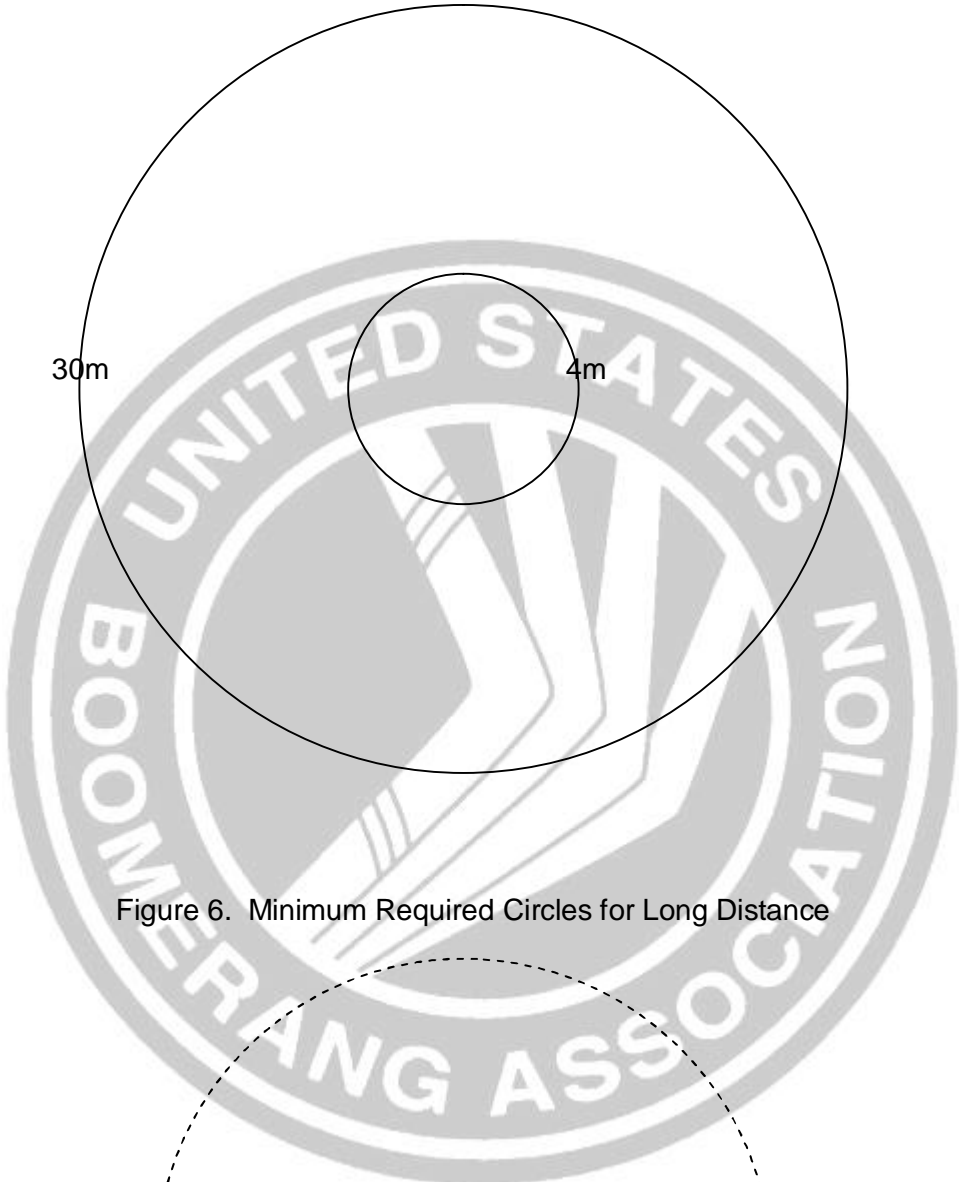 30m
4m
UNITED STATES
BOOMERANG ASSOCIATION
Figure 6. Minimum Required Circles for Long Distance